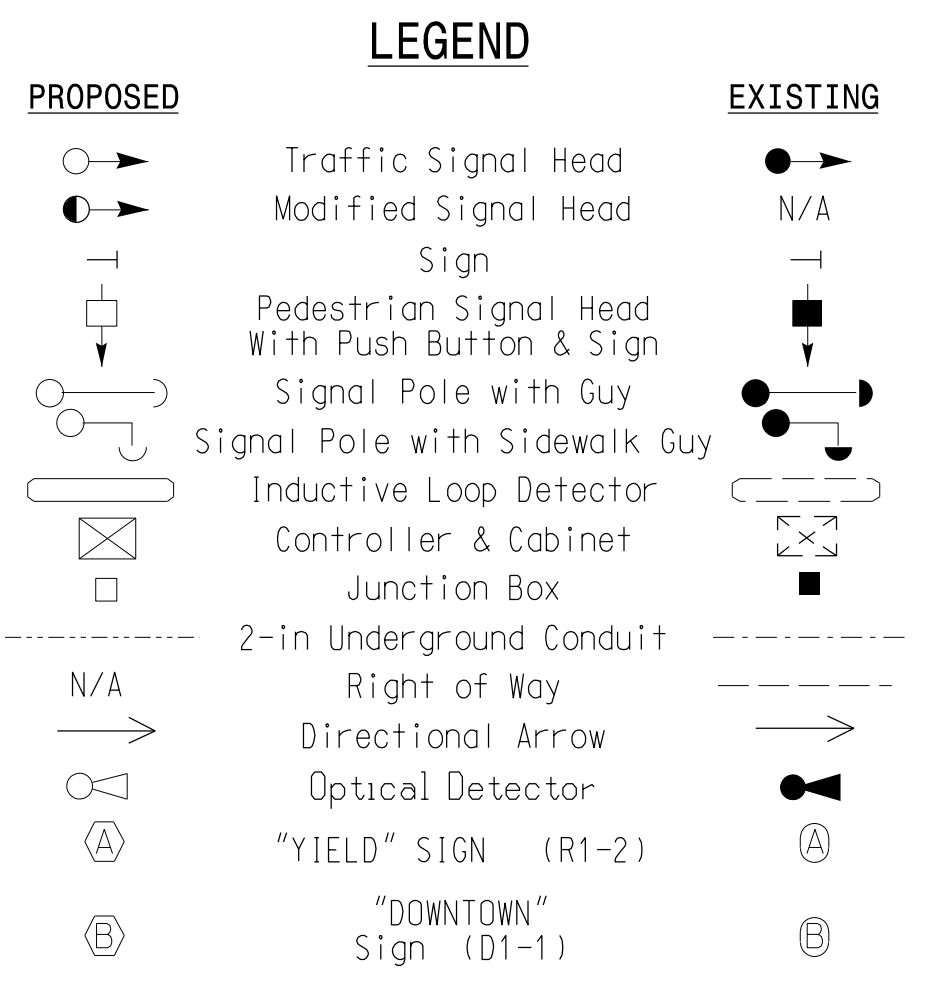 LEGEND
PROPOSED EXISTING
Traffic Signal Head
Modified Signal Head N/A
Sign
Pedestrian Signal Head
With Push Button & Sign
Signal Pole with Guy
Signal Pole with Sidewalk Guy
Inductive Loop Detector
Controller & Cabinet
Junction Box
2-in Underground Conduit
N/A Right of Way
Directional Arrow
Optical Detector
A "YIELD" SIGN (R1-2) A
"DOWNTOWN"
B Sign (D1-1) B